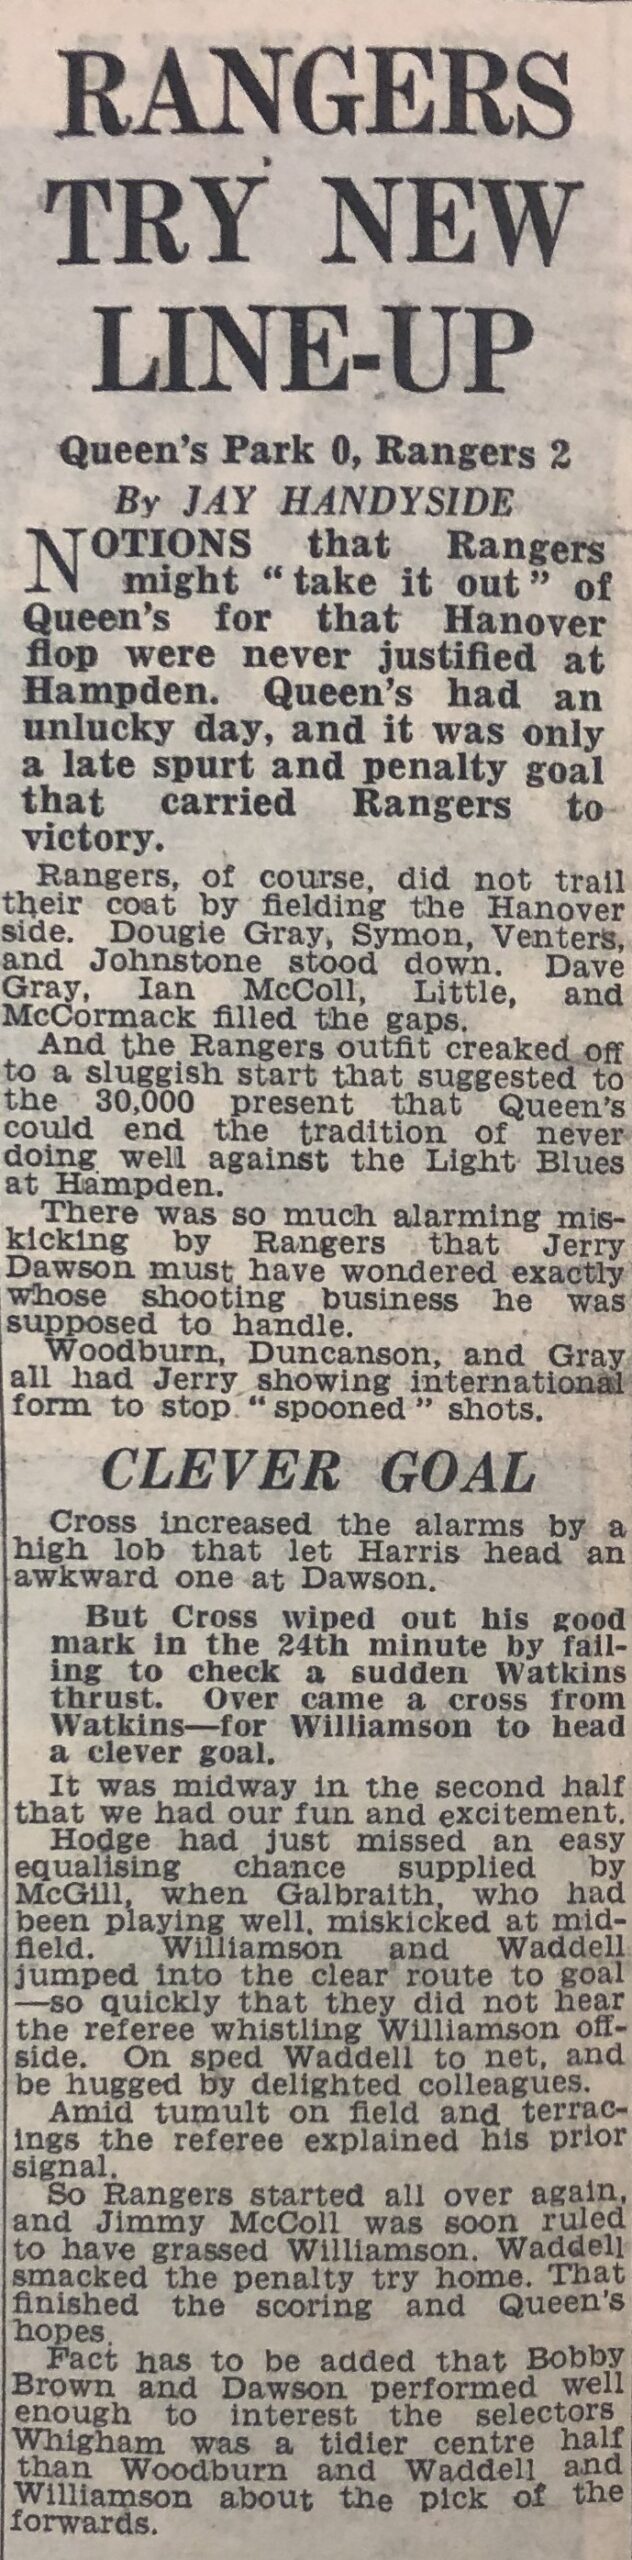 RANGERS
TRY NEW
LINE-UP
Queen's Park 0, Rangers 2
By JAY HANDYSIDE
NOTIONS that Rangers
might "take it out" of
Queen's for that Hanover
flop were never justified at
Hampden. Queen's had an
unlucky day, and it was only
a late spurt and penalty goal
that carried Rangers to
victory.
Rangers, of course, did not trail
their coat by fielding the Hanover
side. Dougie Gray, Symon, Venters,
and Johnstone stood down. Dave
Gray, Ian McColl, Little, and
McCormack filled the gaps.
And the Rangers outfit creaked off
to a sluggish start that suggested to
the 30,000 present that Queen's
could end the tradition of never
doing well against the Light Blues
at Hampden.
There was so much alarming mis-
kicking by Rangers that Jerry
Dawson must have wondered exactly
whose shooting business he was
supposed to handle.
Woodburn, Duncanson, and Gray
all had Jerry showing international
form to stop "spooned" shots.
CLEVER GOAL
Cross increased the alarms by a
high lob that let Harris head an
awkward one at Dawson.
But Cross wiped out his good
mark in the 24th minute by fail-
ing to check a sudden Watkins
thrust. Over came a cross from
Watkins—for Williamson to head
a clever goal.
It was midway in the second half
that we had our fun and excitement.
Hodge had just missed an easy
equalising chance supplied by
McGill, when Galbraith, who had
been playing well, miskicked at mid-
field. Williamson and Waddell
jumped into the clear route to goal
—so quickly that they did not hear
the referee whistling Williamson off-
side. On sped Waddell to net, and
be hugged by delighted colleagues.
Amid tumult on field and terrac-
ings the referee explained his prior
signal.
So Rangers started all over again,
and Jimmy McColl was soon ruled
to have grassed Williamson. Waddell
smacked the penalty try home. That
finished the scoring and Queen's
hopes.
Fact has to be added that Bobby
Brown and Dawson performed well
enough to interest the selectors
Whigham was a tidier centre half
than Woodburn and Waddell and
Williamson about the pick of the
forwards.